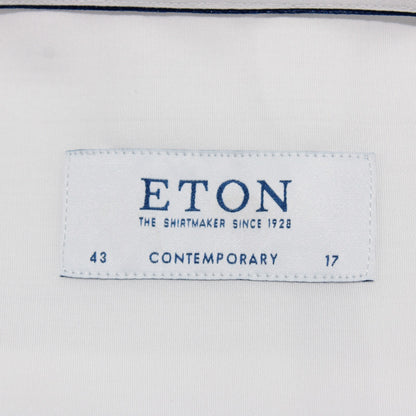 ETON
THE SHIRTMAKER SINCE 1928
43 CONTEMPORARY 17